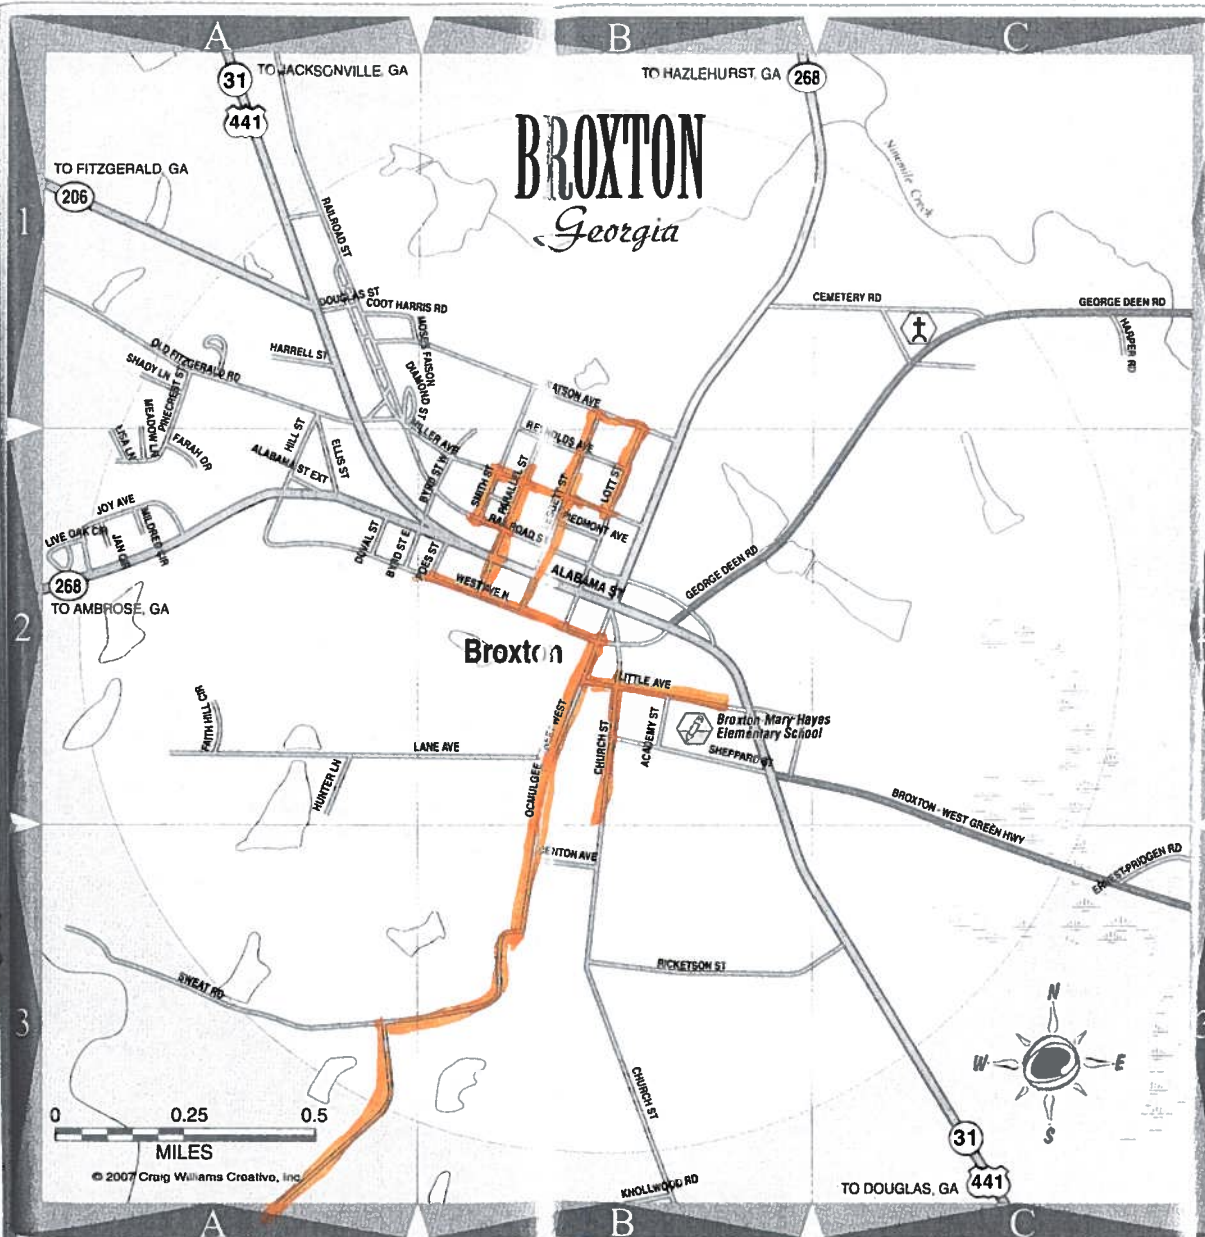 A
B
C
TO JACKSONVILLE, GA
31
441
TO HAZLEHURST, GA
268
BROXTON
Georgia
Ninemile Creek
TO FITZGERALD, GA
206
1
RAILROAD ST
DOUGLAS ST
COOT HARRIS RD
CEMETERY RD
GEORGE DEEN RD
HARPER RD
MOSES FAISON
DIAMOND ST
HARRELL ST
OLD FITZGERALD RD
SHADY LN
PINECREST ST
MEADOW LN
LISA LN
FARAH DR
HILL ST
ELLIS ST
ALABAMA ST EXT
MILLER AVE
REYNOLDS AVE
BYRD ST W
SMITH ST
PARALLEL ST
LOTT ST
RAILROAD ST
PIEDMONT AVE
JOY AVE
LIVE OAK CIR
JAN CIR
MILDRED CIR
DUVAL ST
BYRD ST E
268
TO AMBROSE, GA
WEST AVE N
ALABAMA ST
GEORGE DEEN RD
2
Broxton
LITTLE AVE
Broxton-Mary Hayes
Elementary School
FAITH HILL CIR
LANE AVE
HUNTER LN
CHURCH ST
ACADEMY ST
SHEPPARD ST
BROXTON - WEST GREEN HWY
ERNEST-PRIDGEN RD
SWEAT RD
RICKETSON ST
3
N
W
E
S
CHURCH ST
0 0.25 0.5
MILES
© 2007 Craig Williams Creative, Inc.
KNOLLWOOD RD
31
441
TO DOUGLAS, GA
A
B
C